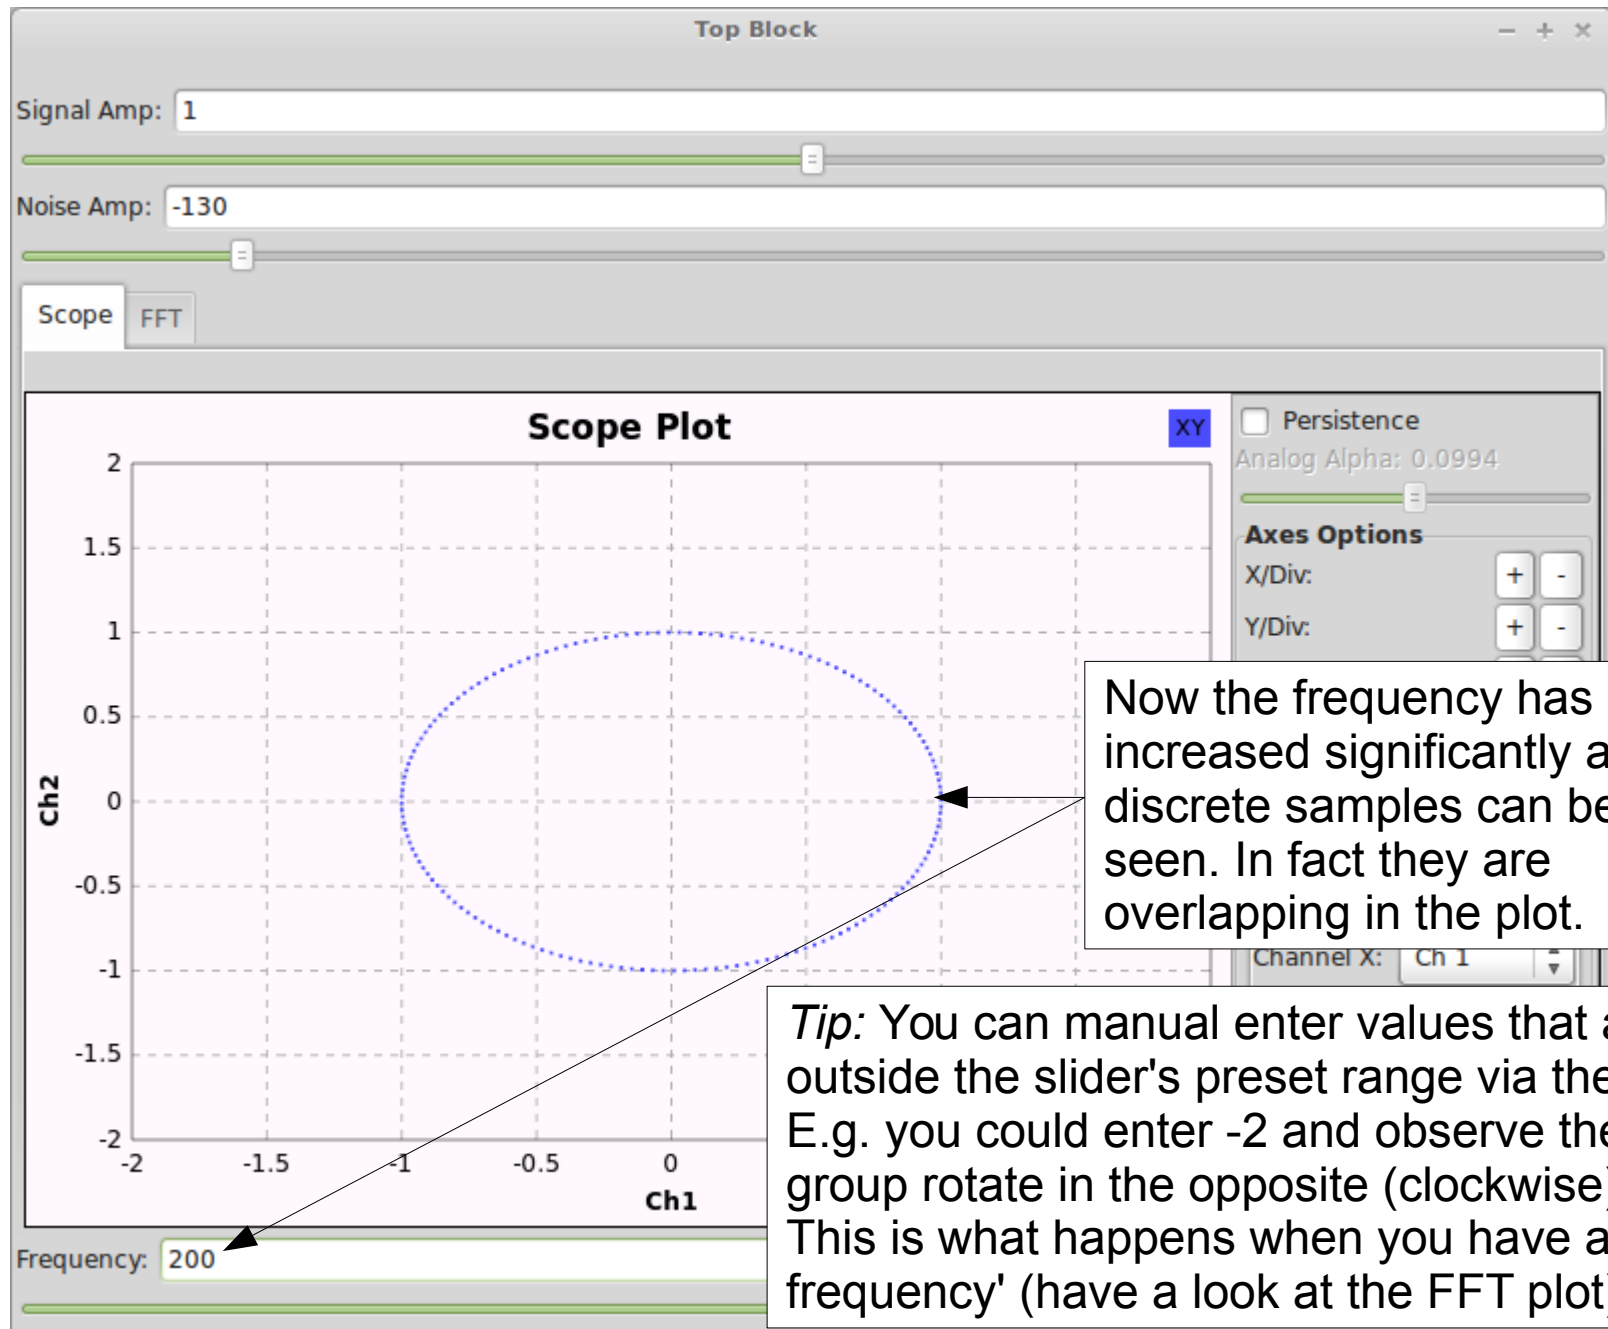 Top Block
Signal Amp: 1
Noise Amp: -130
Scope FFT
Scope Plot
XY
Persistence
Analog Alpha: 0.0994
Axes Options
X/Div: + -
Y/Div: + -
2
1.5
1
0.5
0
-0.5
-1
-1.5
-2
Ch2
-2 -1.5 -1 -0.5 0
Ch1
Now the frequency has
increased significantly a
discrete samples can be
seen. In fact they are
overlapping in the plot.
Channel X: Ch 1
Tip: You can manual enter values that a
outside the slider's preset range via the
E.g. you could enter -2 and observe the
group rotate in the opposite (clockwise)
This is what happens when you have a
frequency' (have a look at the FFT plot)
Frequency: 200